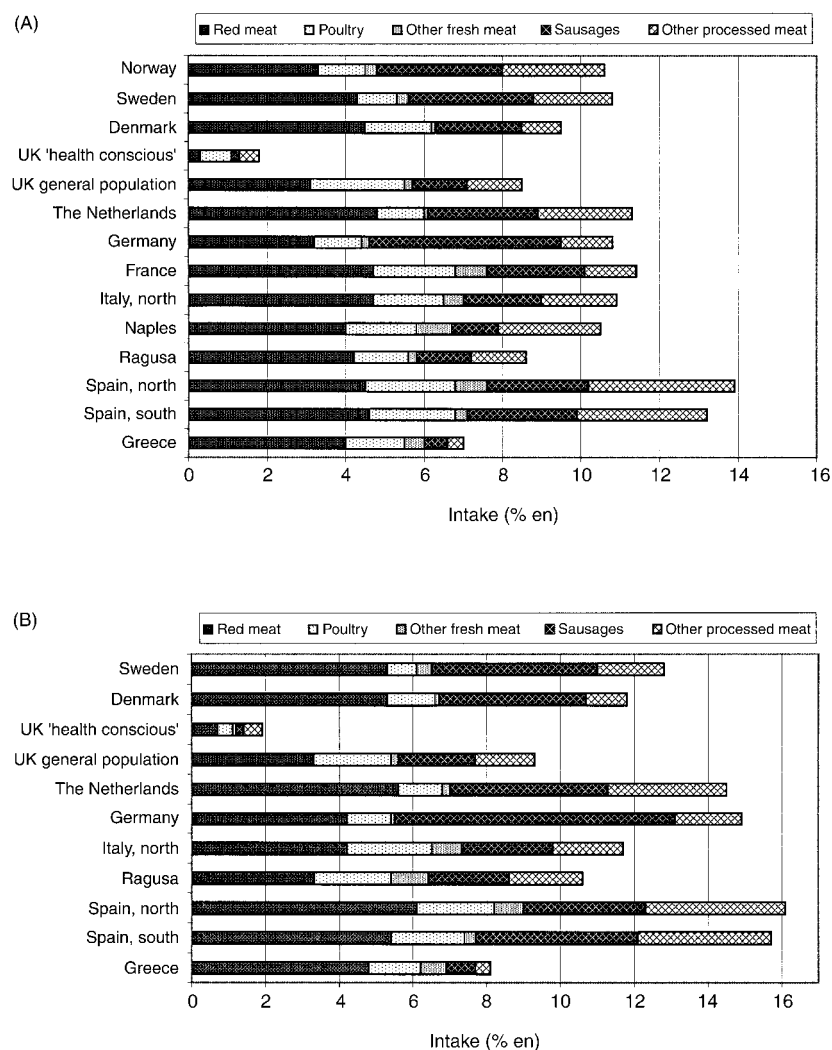 (A)
Red meat Poultry Other fresh meat Sausages Other processed meat
Norway
Sweden
Denmark
UK 'health conscious'
UK general population
The Netherlands
Germany
France
Italy, north
Naples
Ragusa
Spain, north
Spain, south
Greece
0 2 4 6 8 10 12 14 16
Intake (% en)
(B)
Red meat Poultry Other fresh meat Sausages Other processed meat
Sweden
Denmark
UK 'health conscious'
UK general population
The Netherlands
Germany
Italy, north
Ragusa
Spain, north
Spain, south
Greece
0 2 4 6 8 10 12 14 16
Intake (% en)